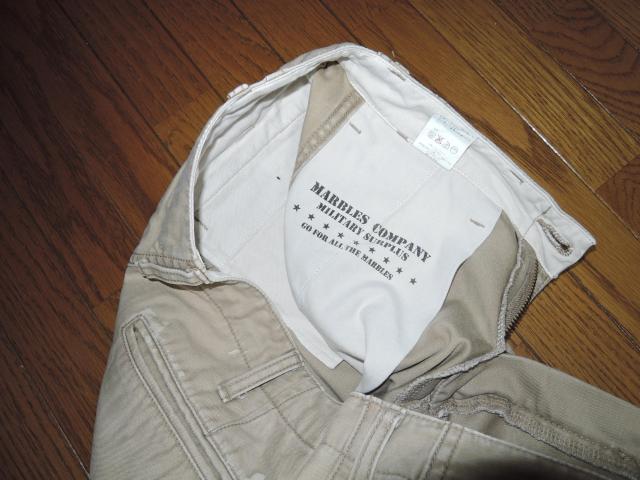 MARBLES COMPANY
MILITARY SURPLUS
GO FOR ALL THE MARBLES